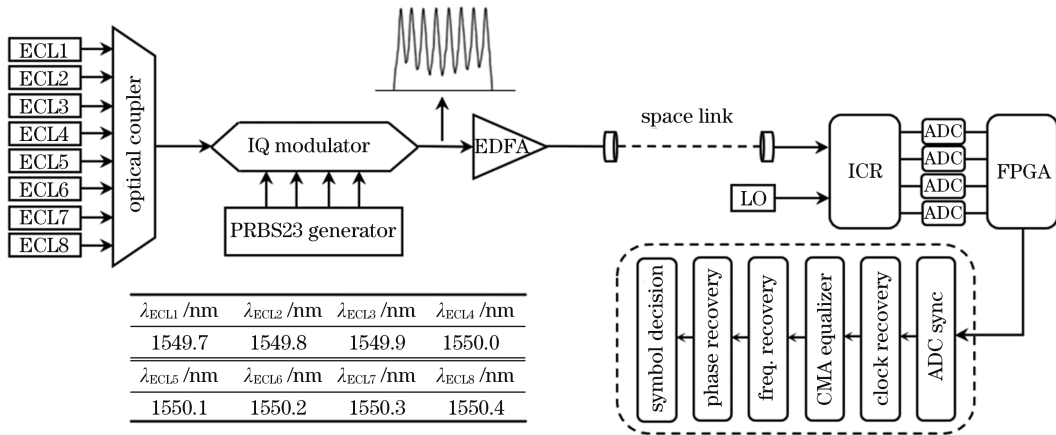 ECL1
ECL2
ECL3
ECL4
ECL5
ECL6
ECL7
ECL8
optical coupler
IQ modulator
PRBS23 generator
EDFA
space link
LO
ICR
ADC
ADC
ADC
ADC
FPGA
symbol decision
phase recovery
freq. recovery
CMA equalizer
clock recovery
ADC sync
λECL1 /nm λECL2 /nm λECL3 /nm λECL4 /nm
1549.7 1549.8 1549.9 1550.0
λECL5 /nm λECL6 /nm λECL7 /nm λECL8 /nm
1550.1 1550.2 1550.3 1550.4